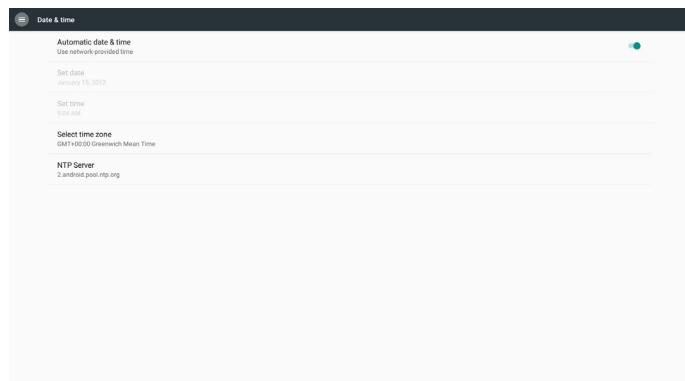 Date & time
Automatic date & time
Use network-provided time
Set date
January 15, 2013
Set time
9:04 AM
Select time zone
GMT+00:00 Greenwich Mean Time
NTP Server
2.android.pool.ntp.org